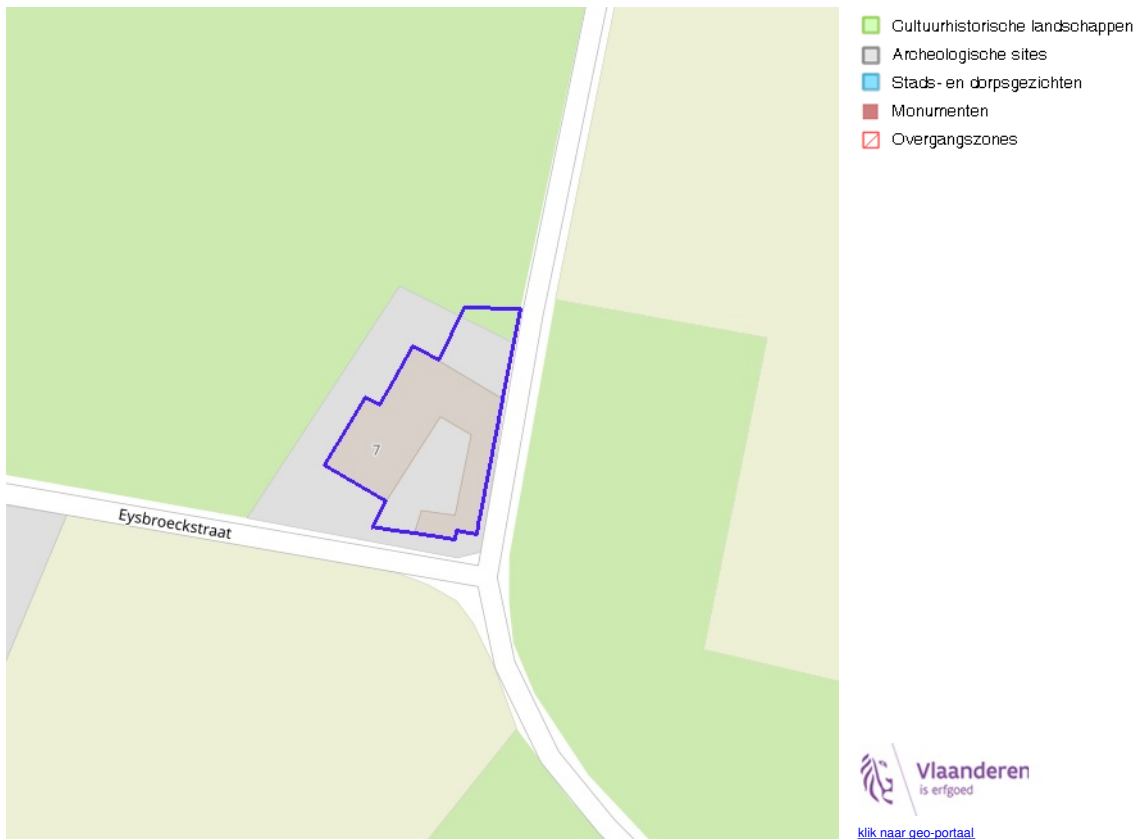 Cultuurhistorische landschappen
Archeologische sites
Stads- en dorpsgezichten
Monumenten
Overgangszones
7
Eysbroeckstraat
Vlaanderen
is erfgoed
klik naar geo-portaal